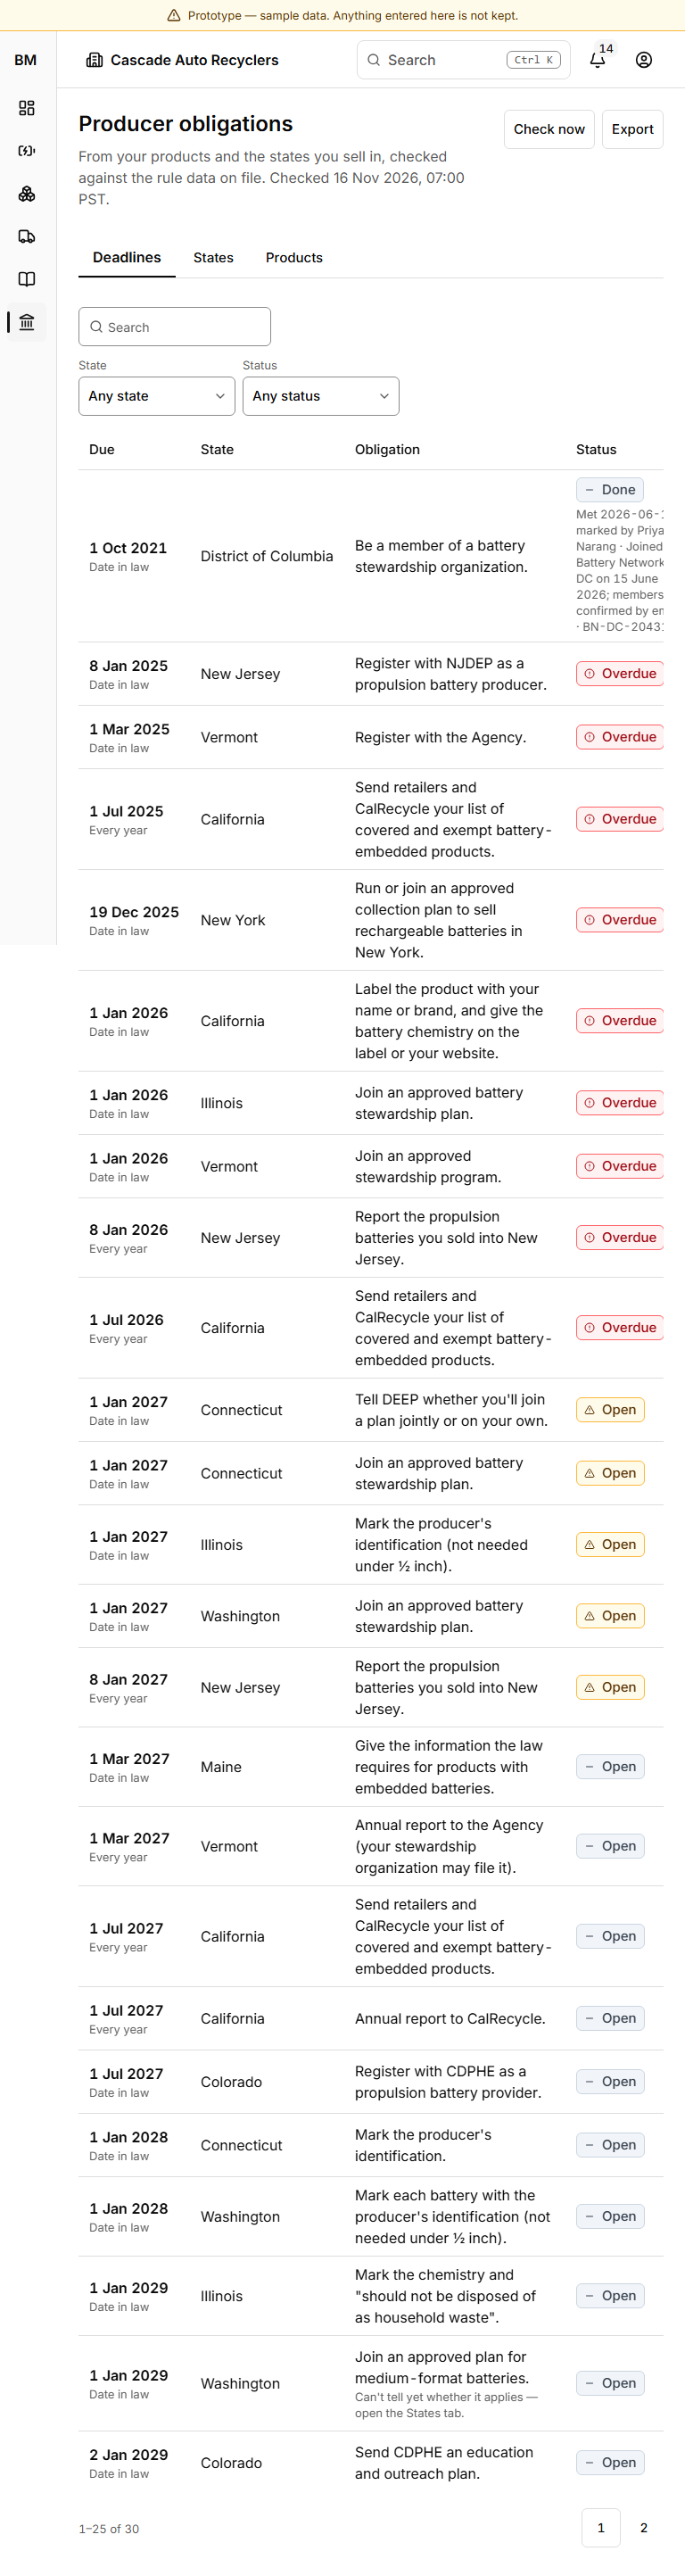 Prototype — sample data. Anything entered here is not kept.
BM
Cascade Auto Recyclers
Search
Ctrl K
14
Producer obligations
Check now
Export
From your products and the states you sell in, checked
against the rule data on file. Checked 16 Nov 2026, 07:00
PST.
Deadlines
States
Products
Search
State
Status
Any state
Any status
Due
State
Obligation
Status
1 Oct 2021
Date in law
District of Columbia
Be a member of a battery
stewardship organization.
Done
Met 2026-06-1
marked by Priya
Narang · Joined
Battery Network
DC on 15 June
2026; members
confirmed by en
· BN-DC-20431
8 Jan 2025
Date in law
New Jersey
Register with NJDEP as a
propulsion battery producer.
Overdue
1 Mar 2025
Date in law
Vermont
Register with the Agency.
Overdue
1 Jul 2025
Every year
California
Send retailers and
CalRecycle your list of
covered and exempt battery-
embedded products.
Overdue
19 Dec 2025
Date in law
New York
Run or join an approved
collection plan to sell
rechargeable batteries in
New York.
Overdue
1 Jan 2026
Date in law
California
Label the product with your
name or brand, and give the
battery chemistry on the
label or your website.
Overdue
1 Jan 2026
Date in law
Illinois
Join an approved battery
stewardship plan.
Overdue
1 Jan 2026
Date in law
Vermont
Join an approved
stewardship program.
Overdue
8 Jan 2026
Every year
New Jersey
Report the propulsion
batteries you sold into New
Jersey.
Overdue
1 Jul 2026
Every year
California
Send retailers and
CalRecycle your list of
covered and exempt battery-
embedded products.
Overdue
1 Jan 2027
Date in law
Connecticut
Tell DEEP whether you'll join
a plan jointly or on your own.
Open
1 Jan 2027
Date in law
Connecticut
Join an approved battery
stewardship plan.
Open
1 Jan 2027
Date in law
Illinois
Mark the producer's
identification (not needed
under ½ inch).
Open
1 Jan 2027
Date in law
Washington
Join an approved battery
stewardship plan.
Open
8 Jan 2027
Every year
New Jersey
Report the propulsion
batteries you sold into New
Jersey.
Open
1 Mar 2027
Date in law
Maine
Give the information the law
requires for products with
embedded batteries.
Open
1 Mar 2027
Every year
Vermont
Annual report to the Agency
(your stewardship
organization may file it).
Open
1 Jul 2027
Every year
California
Send retailers and
CalRecycle your list of
covered and exempt battery-
embedded products.
Open
1 Jul 2027
Every year
California
Annual report to CalRecycle.
Open
1 Jul 2027
Date in law
Colorado
Register with CDPHE as a
propulsion battery provider.
Open
1 Jan 2028
Date in law
Connecticut
Mark the producer's
identification.
Open
1 Jan 2028
Date in law
Washington
Mark each battery with the
producer's identification (not
needed under ½ inch).
Open
1 Jan 2029
Date in law
Illinois
Mark the chemistry and
"should not be disposed of
as household waste".
Open
1 Jan 2029
Date in law
Washington
Join an approved plan for
medium-format batteries.
Can't tell yet whether it applies —
open the States tab.
Open
2 Jan 2029
Date in law
Colorado
Send CDPHE an education
and outreach plan.
Open
1–25 of 30
1
2